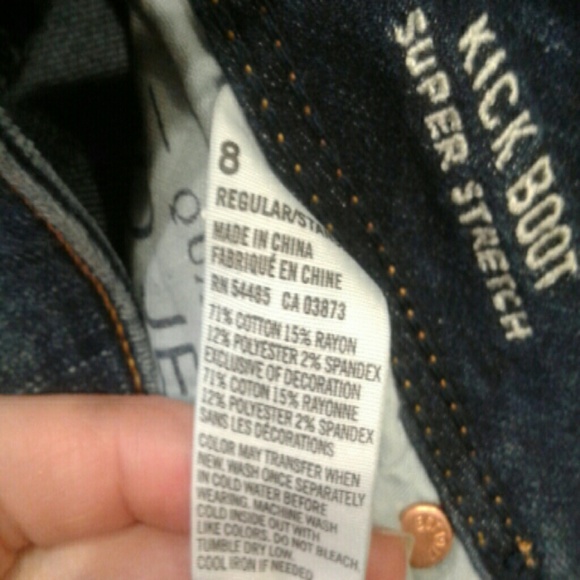 KICK BOOT
SUPER STRETCH
8
REGULAR/STA
MADE IN CHINA
FABRIQUÉ EN CHINE
RN 54485 CA 03873
71% COTTON 15% RAYON
12% POLYESTER 2% SPANDEX
EXCLUSIVE OF DECORATION
71% COTON 15% RAYONNE
12% POLYESTER 2% SPANDEX
SANS LES DÉCORATIONS
COLOR MAY TRANSFER WHEN
NEW. WASH ONCE SEPARATELY
IN COLD WATER BEFORE
WEARING. MACHINE WASH
COLD INSIDE OUT WITH
LIKE COLORS. DO NOT BLEACH.
TUMBLE DRY LOW.
COOL IRON IF NEEDED